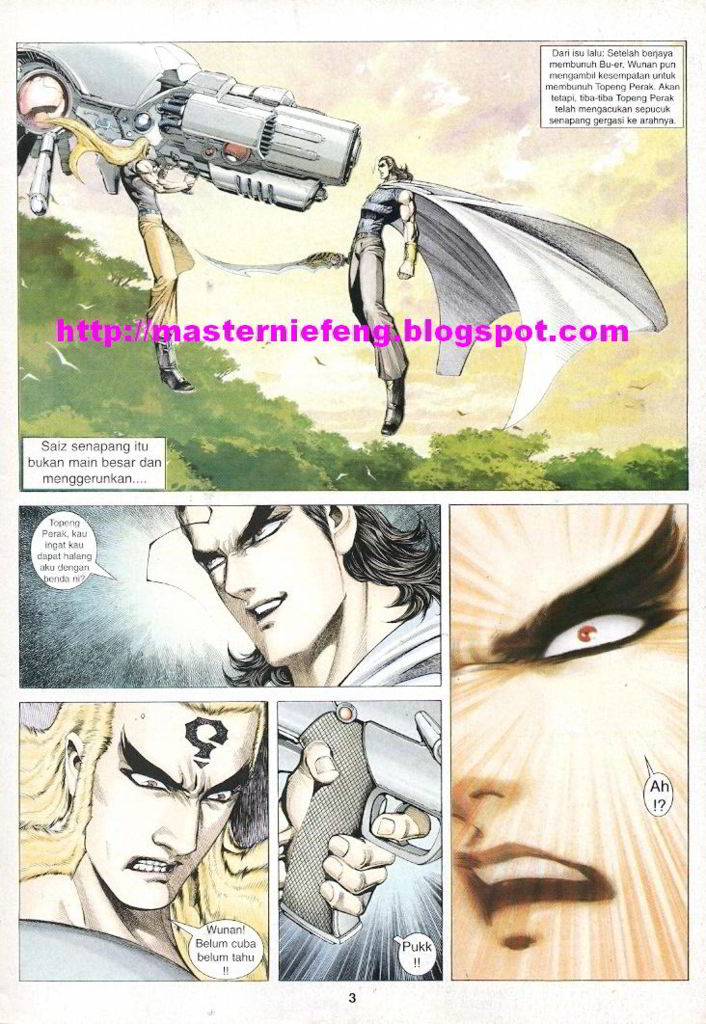 Dari isu lalu: Setelah berjaya
membunuh Bu-er, Wunan pun
mengambil kesempatan untuk
membunuh Topeng Perak. Akan
tetapi, tiba-tiba Topeng Perak
telah mengacukan sepucuk
senapang gergasi ke arahnya.
http://masterniefeng.blogspot.com
Saiz senapang itu
bukan main besar dan
menggerunkan....
Topeng
Perak, kau
ingat kau
dapat halang
aku dengan
benda ni?
Ah
!?
Wunan!
Belum cuba
belum tahu
!!
Pukk
!!
3